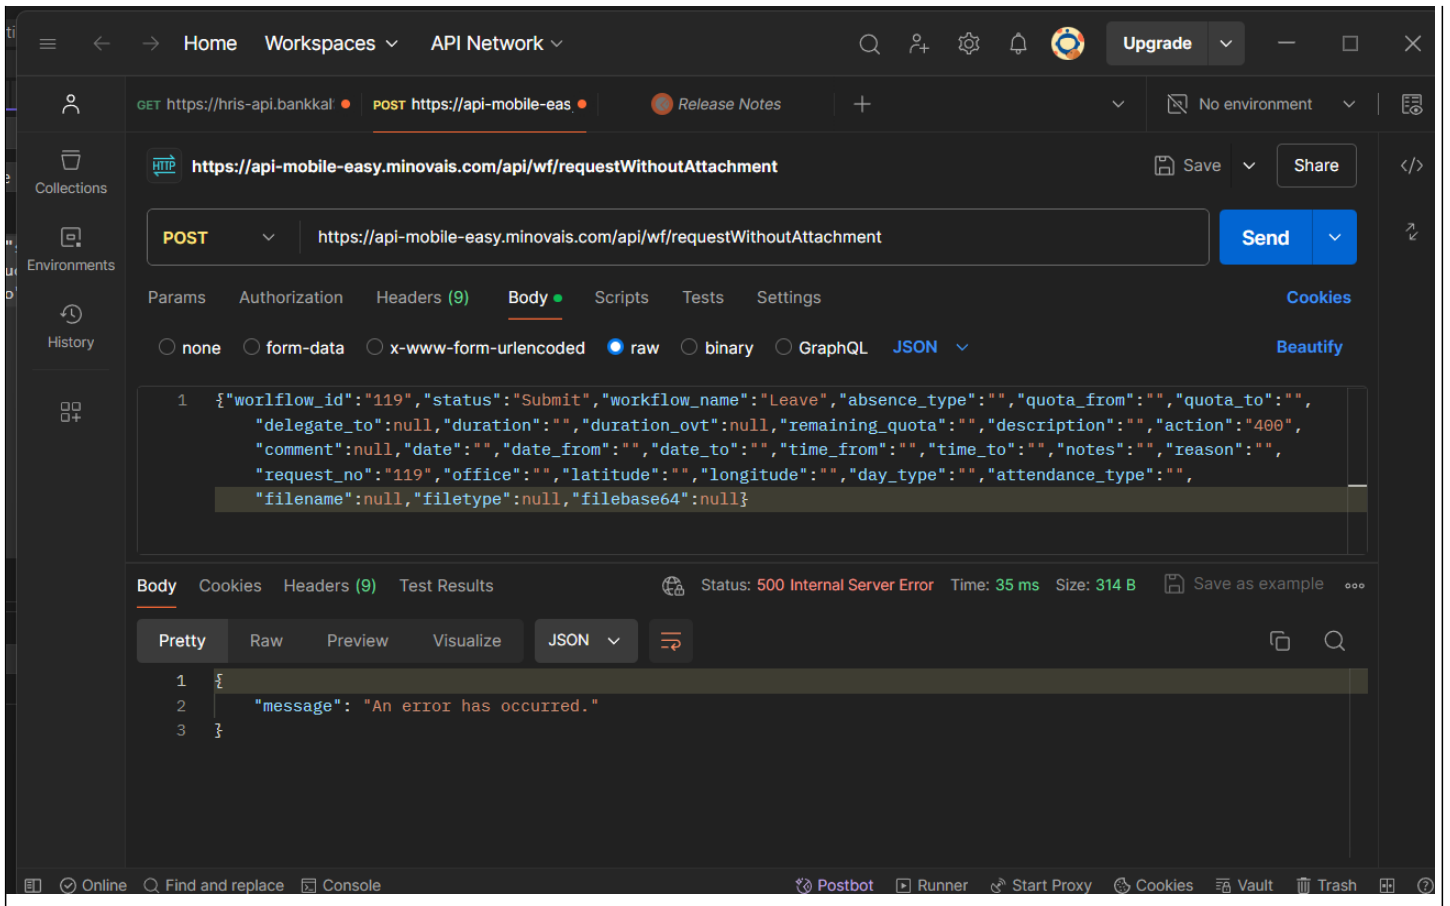 Home Workspaces API Network Upgrade
GET https://hris-api.bankkal POST https://api-mobile-eas Release Notes No environment
HTTP https://api-mobile-easy.minovais.com/api/wf/requestWithoutAttachment Save Share
Collections
POST https://api-mobile-easy.minovais.com/api/wf/requestWithoutAttachment Send
Environments
Params Authorization Headers (9) Body Scripts Tests Settings Cookies
History
none form-data x-www-form-urlencoded raw binary GraphQL JSON Beautify
1 {"worlflow_id":"119","status":"Submit","workflow_name":"Leave","absence_type":"","quota_from":"","quota_to":"",
"delegate_to":null,"duration":"","duration_ovt":null,"remaining_quota":"","description":"","action":"400",
"comment":null,"date":"","date_from":"","date_to":"","time_from":"","time_to":"","notes":"","reason":"",
"request_no":"119","office":"","latitude":"","longitude":"","day_type":"","attendance_type":"",
"filename":null,"filetype":null,"filebase64":null}
Body Cookies Headers (9) Test Results Status: 500 Internal Server Error Time: 35 ms Size: 314 B Save as example
Pretty Raw Preview Visualize JSON
1 {
2 "message": "An error has occurred."
3 }
Online Find and replace Console Postbot Runner Start Proxy Cookies Vault Trash